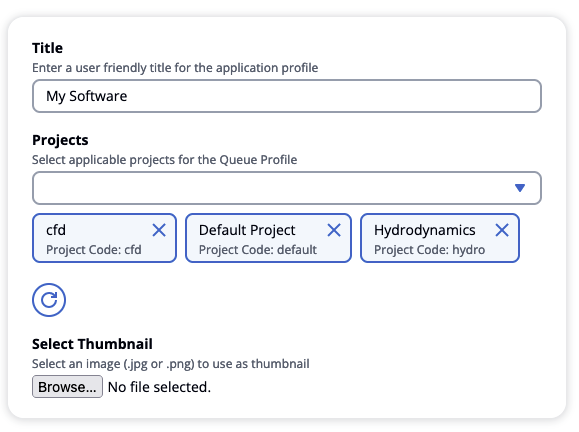 Title
Enter a user friendly title for the application profile
My Software
Projects
Select applicable projects for the Queue Profile
cfd
Project Code: cfd
Default Project
Project Code: default
Hydrodynamics
Project Code: hydro
Select Thumbnail
Select an image (.jpg or .png) to use as thumbnail
Browse... No file selected.